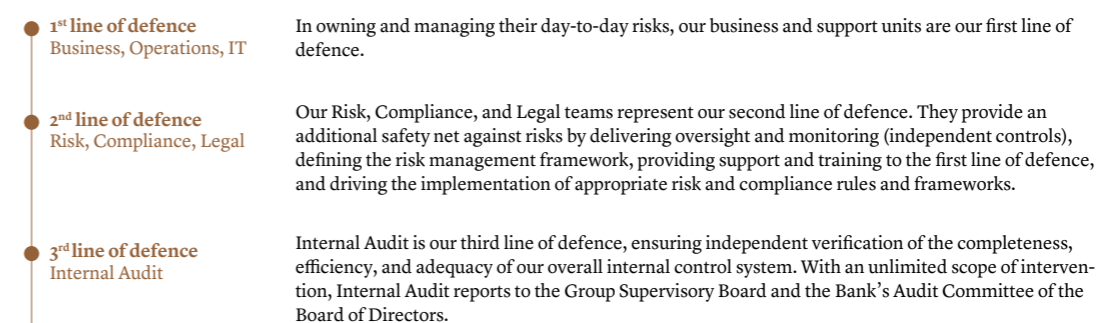 1st line of defence
Business, Operations, IT
In owning and managing their day-to-day risks, our business and support units are our first line of
defence.
2nd line of defence
Risk, Compliance, Legal
Our Risk, Compliance, and Legal teams represent our second line of defence. They provide an
additional safety net against risks by delivering oversight and monitoring (independent controls),
defining the risk management framework, providing support and training to the first line of defence,
and driving the implementation of appropriate risk and compliance rules and frameworks.
3rd line of defence
Internal Audit
Internal Audit is our third line of defence, ensuring independent verification of the completeness,
efficiency, and adequacy of our overall internal control system. With an unlimited scope of interven-
tion, Internal Audit reports to the Group Supervisory Board and the Bank's Audit Committee of the
Board of Directors.